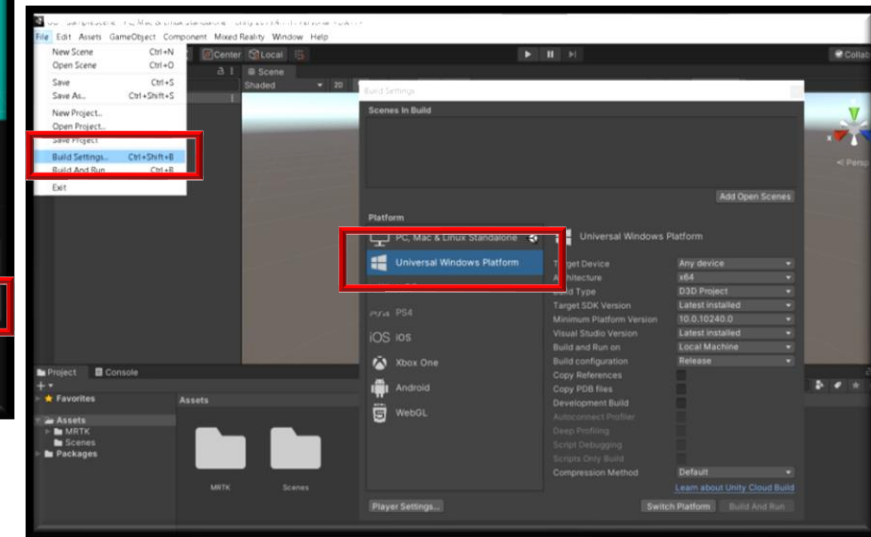 File Edit Assets GameObject Component Mixed Reality Window Help
New Scene Ctrl+N
Open Scene Ctrl+O
Save Ctrl+S
Save As... Ctrl+Shift+S
New Project...
Open Project...
Save Project
Build Settings... Ctrl+Shift+B
Build And Run Ctrl+B
Exit
Center Local
Collab
Scene
Shaded 2D
Persp
Build Settings
Scenes In Build
Add Open Scenes
Platform
PC, Mac & Linux Standalone
Universal Windows Platform
PS4
iOS iOS
Xbox One
Android
WebGL
Universal Windows Platform
Target Device Any device
Architecture x64
Build Type D3D Project
Target SDK Version Latest installed
Minimum Platform Version 10.0.10240.0
Visual Studio Version Latest installed
Build and Run on Local Machine
Build configuration Release
Copy References
Copy PDB files
Development Build
Autoconnect Profiler
Deep Profiling
Script Debugging
Scripts Only Build
Compression Method Default
Learn about Unity Cloud Build
Player Settings...
Switch Platform Build And Run
Project Console
Favorites
Assets
MRTK
Scenes
Packages
Assets
MRTK Scenes